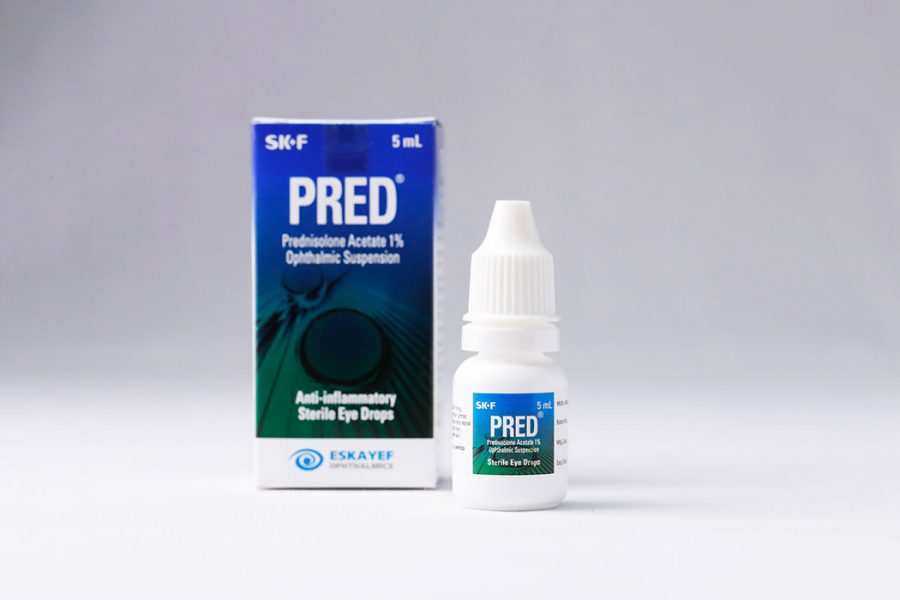 SK+F 5 mL
PRED®
Prednisolone Acetate 1%
Ophthalmic Suspension
Anti-inflammatory
Sterile Eye Drops
ESKAYEF
OPHTHALMICS
SK+F 5 mL
PRED®
Prednisolone Acetate 1%
Ophthalmic Suspension
Sterile Eye Drops